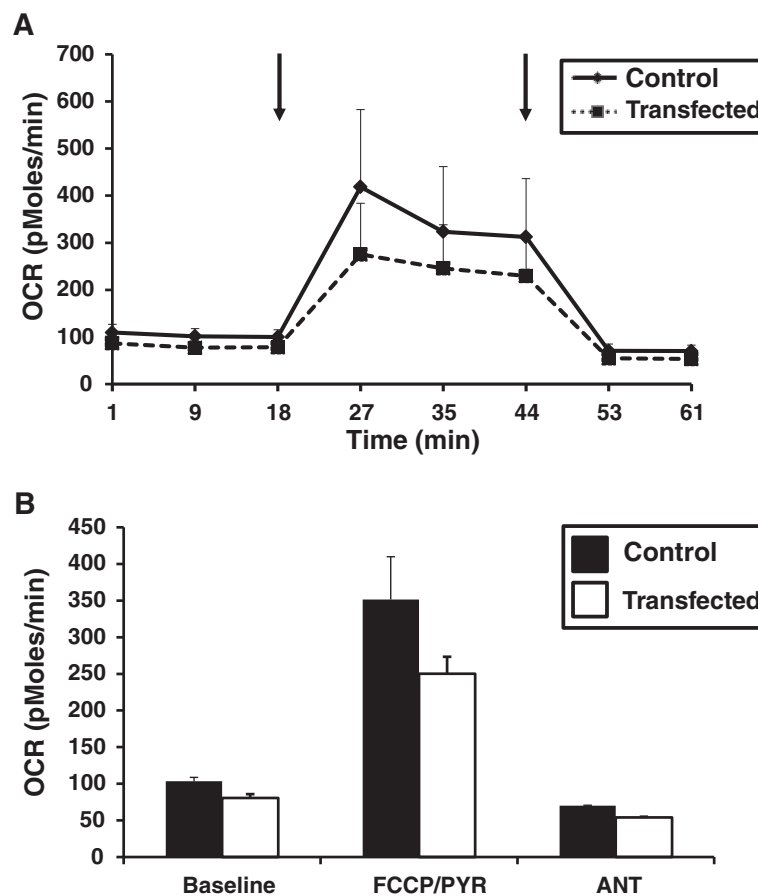 A
700
600
500
400
300
200
100
0
OCR (pMoles/min)
1 9 18 27 35 44 53 61
Time (min)
Control
Transfected
B
450
400
350
300
250
200
150
100
50
0
OCR (pMoles/min)
Baseline FCCP/PYR ANT
Control
Transfected